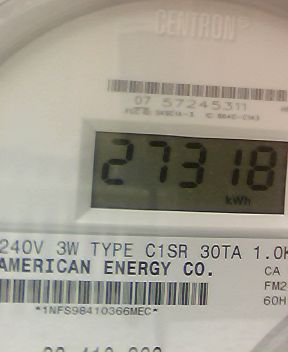 CENTRON®
07 57245311
27318
kWh
240V 3W TYPE C1SR 30TA 1.0K
AMERICAN ENERGY CO.
CA
FM2
60H
*1NFS98410366MEC*